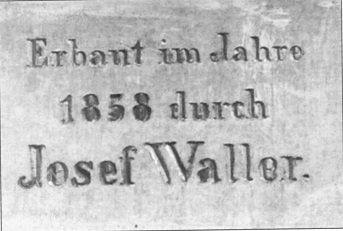 Erbaut im Jahre
1858 durch
Josef Waller.